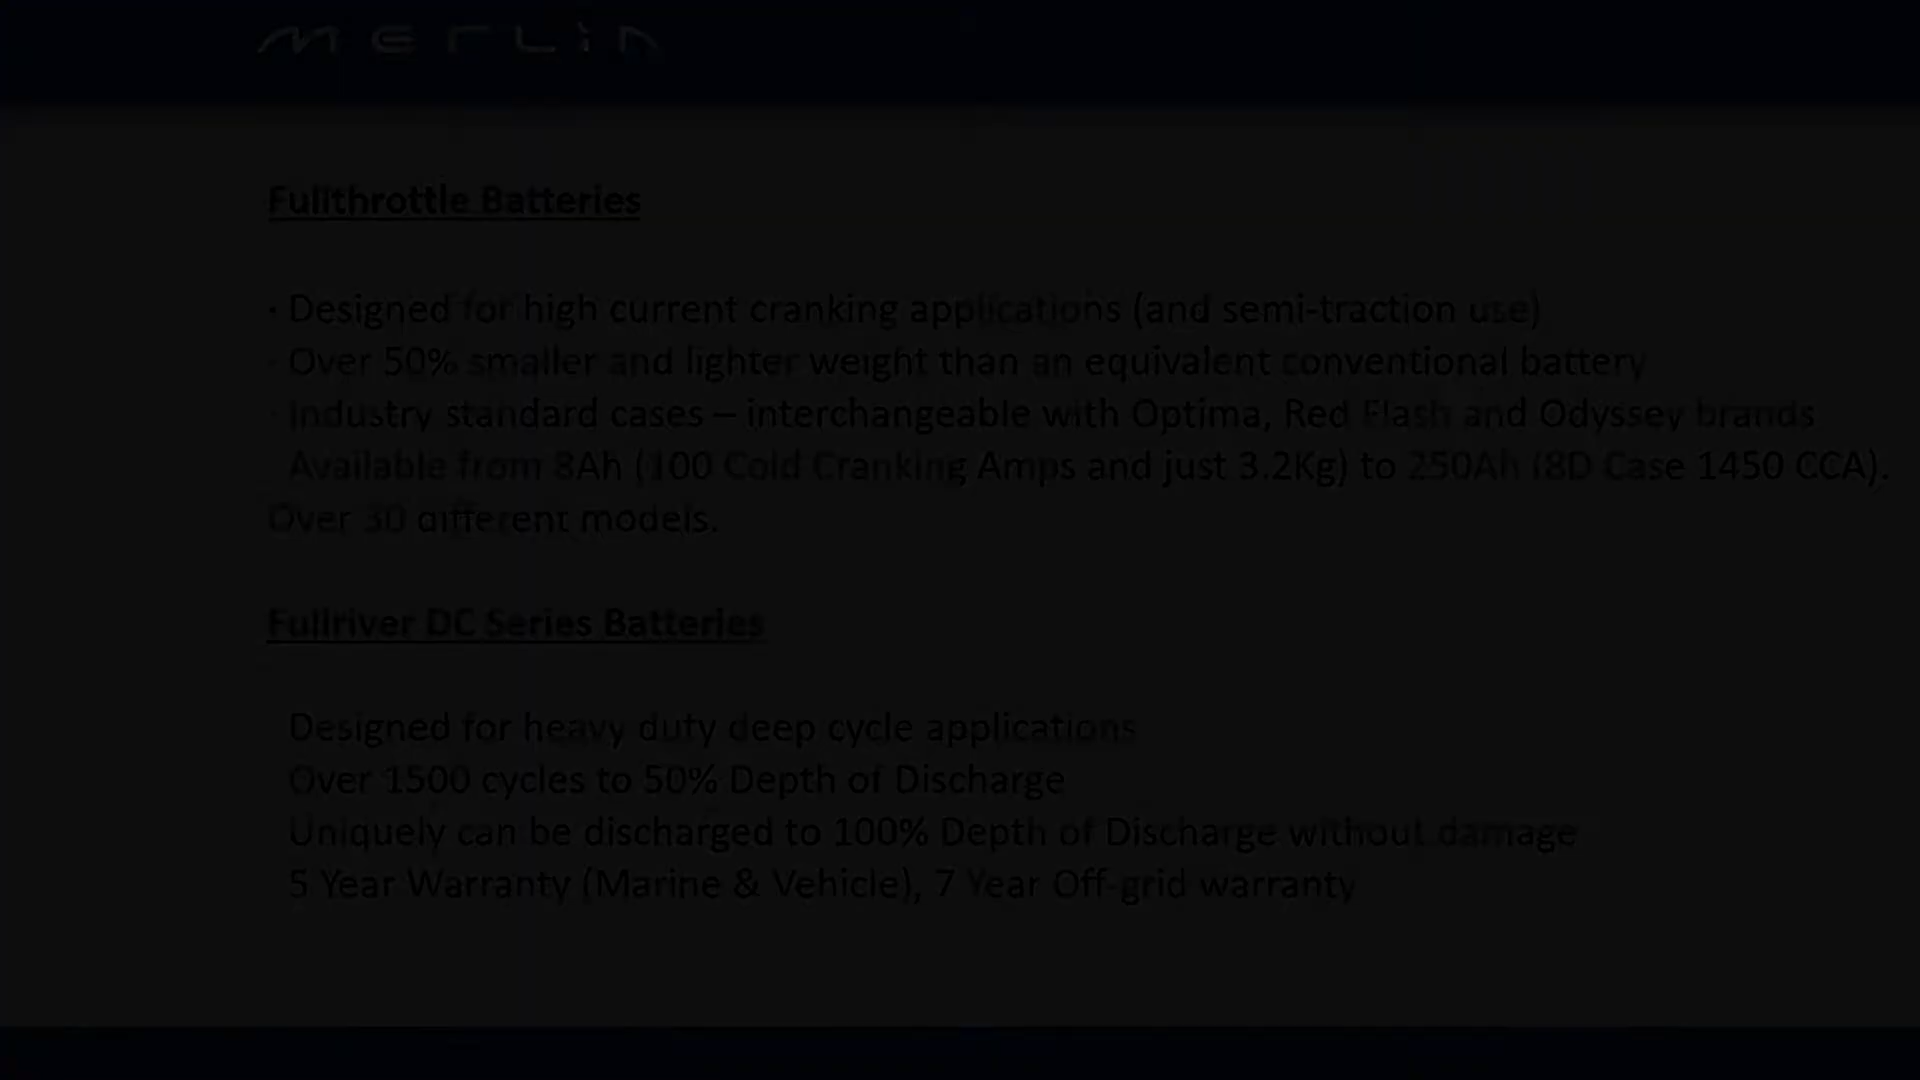 merlin
Fullthrottle Batteries
· Designed for high current cranking applications (and semi-traction use)
· Over 50% smaller and lighter weight than an equivalent conventional battery
· Industry standard cases – interchangeable with Optima, Red Flash and Odyssey brands
Available from 8Ah (100 Cold Cranking Amps and just 3.2Kg) to 250Ah (8D Case 1450 CCA).
Over 30 different models.
Fullriver DC Series Batteries
Designed for heavy duty deep cycle applications
Over 1500 cycles to 50% Depth of Discharge
Uniquely can be discharged to 100% Depth of Discharge without damage
5 Year Warranty (Marine & Vehicle), 7 Year Off-grid warranty